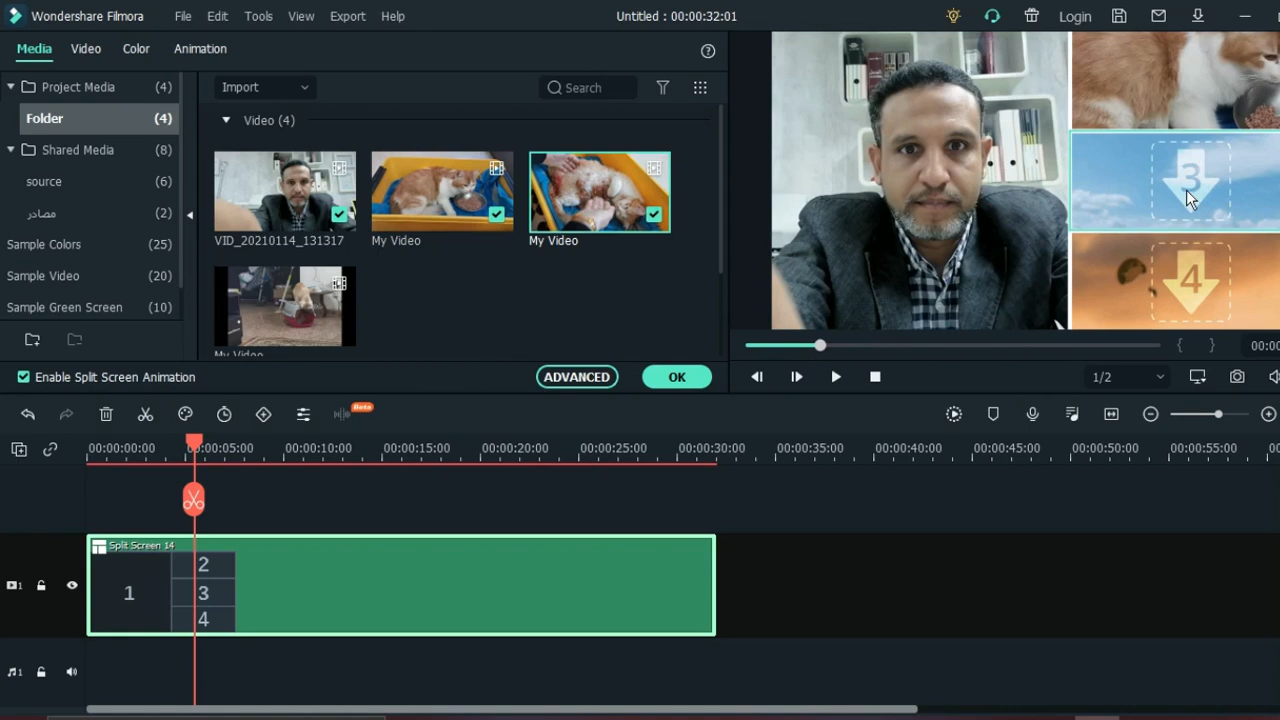 Wondershare Filmora File Edit Tools View Export Help Untitled : 00:00:32:01 Login
Media Video Color Animation
Project Media (4)
Folder (4)
Shared Media (8)
source (6)
مصادر (2)
Sample Colors (25)
Sample Video (20)
Sample Green Screen (10)
Import Search
Video (4)
VID_20210114_131317 My Video My Video
My Video
3
4
Enable Split Screen Animation ADVANCED OK
1/2 00:00
Beta
00:00:00:00 00:00:05:00 00:00:10:00 00:00:15:00 00:00:20:00 00:00:25:00 00:00:30:00 00:00:35:00 00:00:40:00 00:00:45:00 00:00:50:00 00:00:55:00 00:0
Split Screen 14
1 2 3 4
1
1